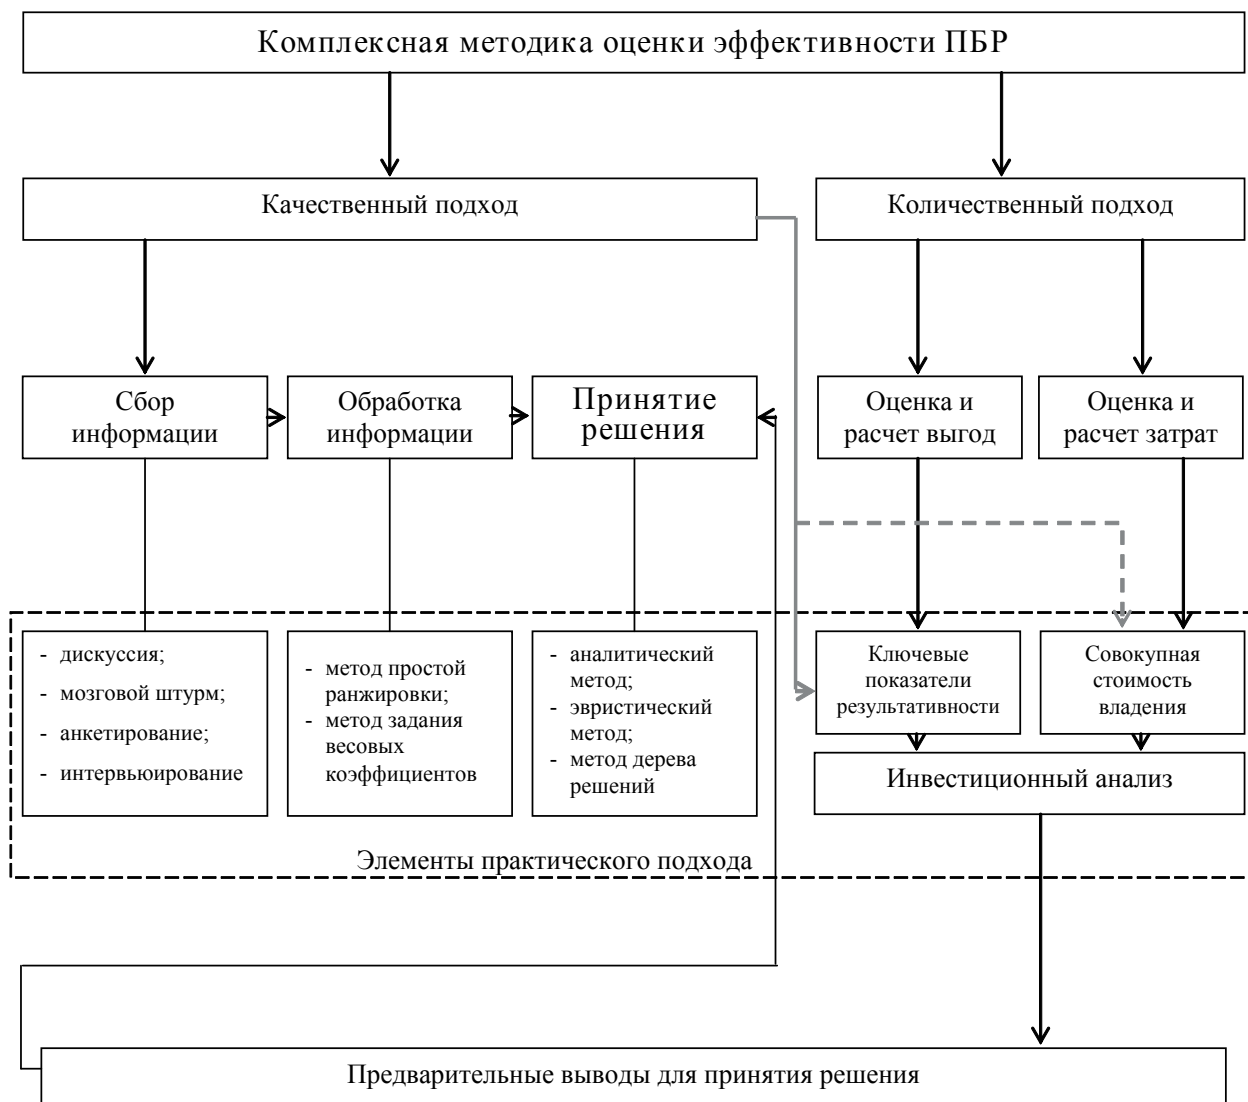 Комплексная методика оценки эффективности ПБР
Качественный подход
Количественный подход
Сбор
информации
Обработка
информации
Принятие
решения
Оценка и
расчет выгод
Оценка и
расчет затрат
- дискуссия;
- мозговой штурм;
- анкетирование;
- интервьюирование
- метод простой
ранжировки;
- метод задания
весовых
коэффициентов
- аналитический
метод;
- эвристический
метод;
- метод дерева
решений
Ключевые
показатели
результативности
Совокупная
стоимость
владения
Инвестиционный анализ
Элементы практического подхода
Предварительные выводы для принятия решения